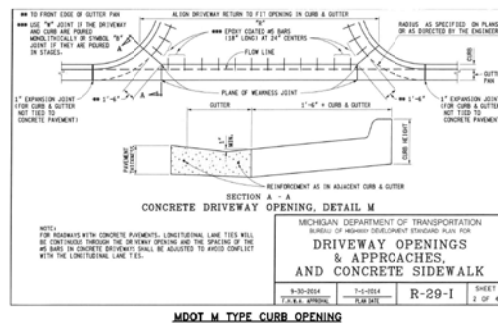 ** TO FRONT EDGE OF GUTTER PAN
ALIGN DRIVEWAY RETURN TO FIT OPENING IN CURB & GUTTER
*** USE "W" JOINT IF THE DRIVEWAY
AND CURB ARE POURED
MONOLITHICALLY OR SYMBOL "B"
JOINT IF THEY ARE POURED
IN STAGES.
"B"
*** EPOXY COATED #5 BARS
(18" LONG) AT 24" CENTERS
RADIUS AS SPECIFIED ON PLANS
OR AS DIRECTED BY THE ENGINEER
A
FLOW LINE
CURB
GUTTER
PAN
PLANE OF WEAKNESS JOINT
** 1'-6"
A
** 1'-6"
1" EXPANSION JOINT
(FOR CURB & GUTTER
NOT TIED TO
CONCRETE PAVEMENT)
1" EXPANSION JOINT
(FOR CURB & GUTTER
NOT TIED TO
CONCRETE PAVEMENT)
GUTTER
1'-6" + CURB & GUTTER
1"
MIN.
PAVEMENT
THICKNESS
CURB HEIGHT
REINFORCEMENT AS IN ADJACENT CURB & GUTTER
SECTION A - A
CONCRETE DRIVEWAY OPENING, DETAIL M
NOTE:
FOR ROADWAYS WITH CONCRETE PAVEMENTS, LONGITUDINAL LANE TIES WILL
BE CONTINUOUS THROUGH THE DRIVEWAY OPENING AND THE SPACING OF THE
#5 BARS IN CONCRETE DRIVEWAYS SHALL BE ADJUSTED TO AVOID CONFLICT
WITH THE LONGITUDINAL LANE TIES.
MICHIGAN DEPARTMENT OF TRANSPORTATION
BUREAU OF HIGHWAY DEVELOPMENT STANDARD PLAN FOR
DRIVEWAY OPENINGS
& APPROACHES,
AND CONCRETE SIDEWALK
9-30-2014
F.H.W.A. APPROVAL
7-1-2014
PLAN DATE
R-29-I
SHEET
2 OF 4
MDOT M TYPE CURB OPENING